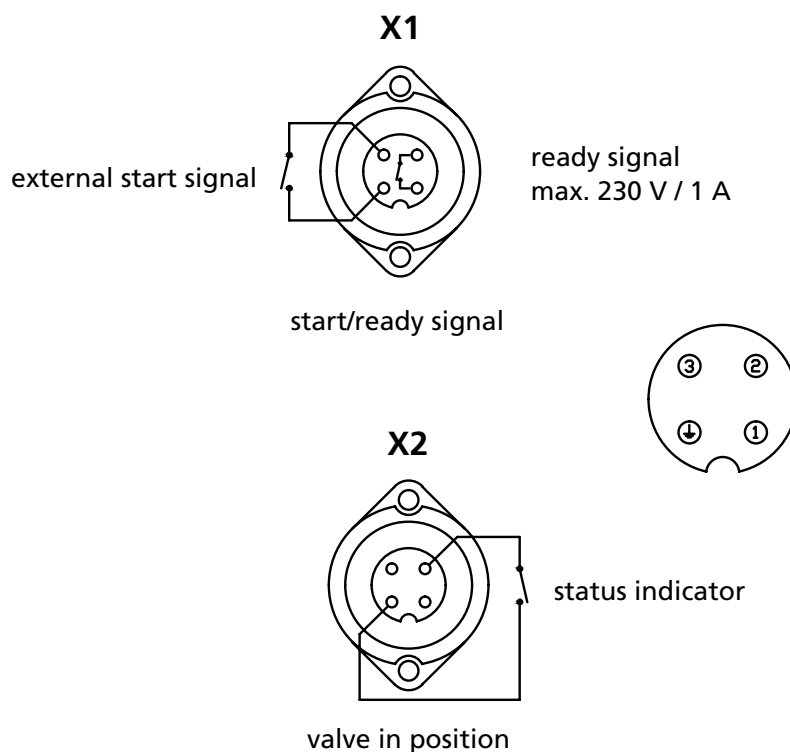 X1
external start signal
ready signal
max. 230 V / 1 A
start/ready signal
3 2
1
X2
status indicator
valve in position